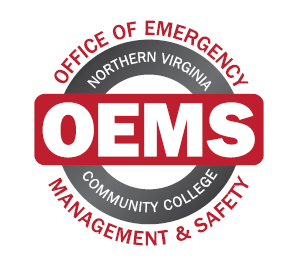 OFFICE OF EMERGENCY
NORTHERN VIRGINIA
OEMS
COMMUNITY COLLEGE
MANAGEMENT & SAFETY